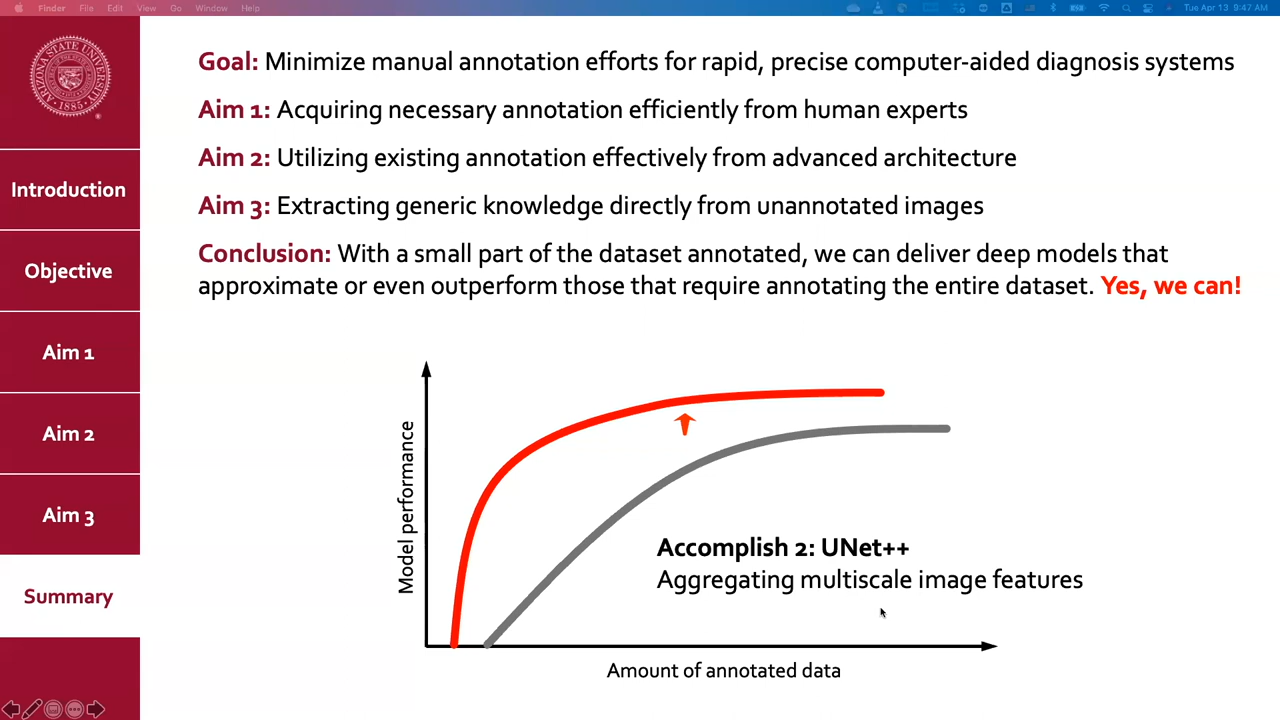 Finder File Edit View Go Window Help
Tue Apr 13 9:47 AM
ARIZONA STATE UNIVERSITY
1885
Introduction
Objective
Aim 1
Aim 2
Aim 3
Summary
Goal: Minimize manual annotation efforts for rapid, precise computer-aided diagnosis systems
Aim 1: Acquiring necessary annotation efficiently from human experts
Aim 2: Utilizing existing annotation effectively from advanced architecture
Aim 3: Extracting generic knowledge directly from unannotated images
Conclusion: With a small part of the dataset annotated, we can deliver deep models that
approximate or even outperform those that require annotating the entire dataset. Yes, we can!
Model performance
Accomplish 2: UNet++
Aggregating multiscale image features
Amount of annotated data